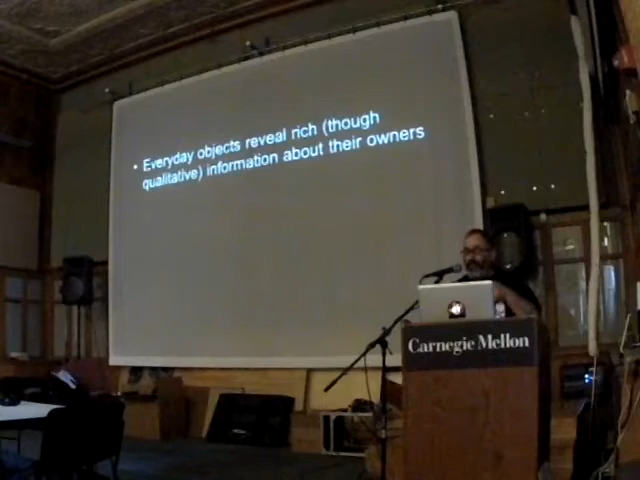 • Everyday objects reveal rich (though
qualitative) information about their owners
Carnegie Mellon